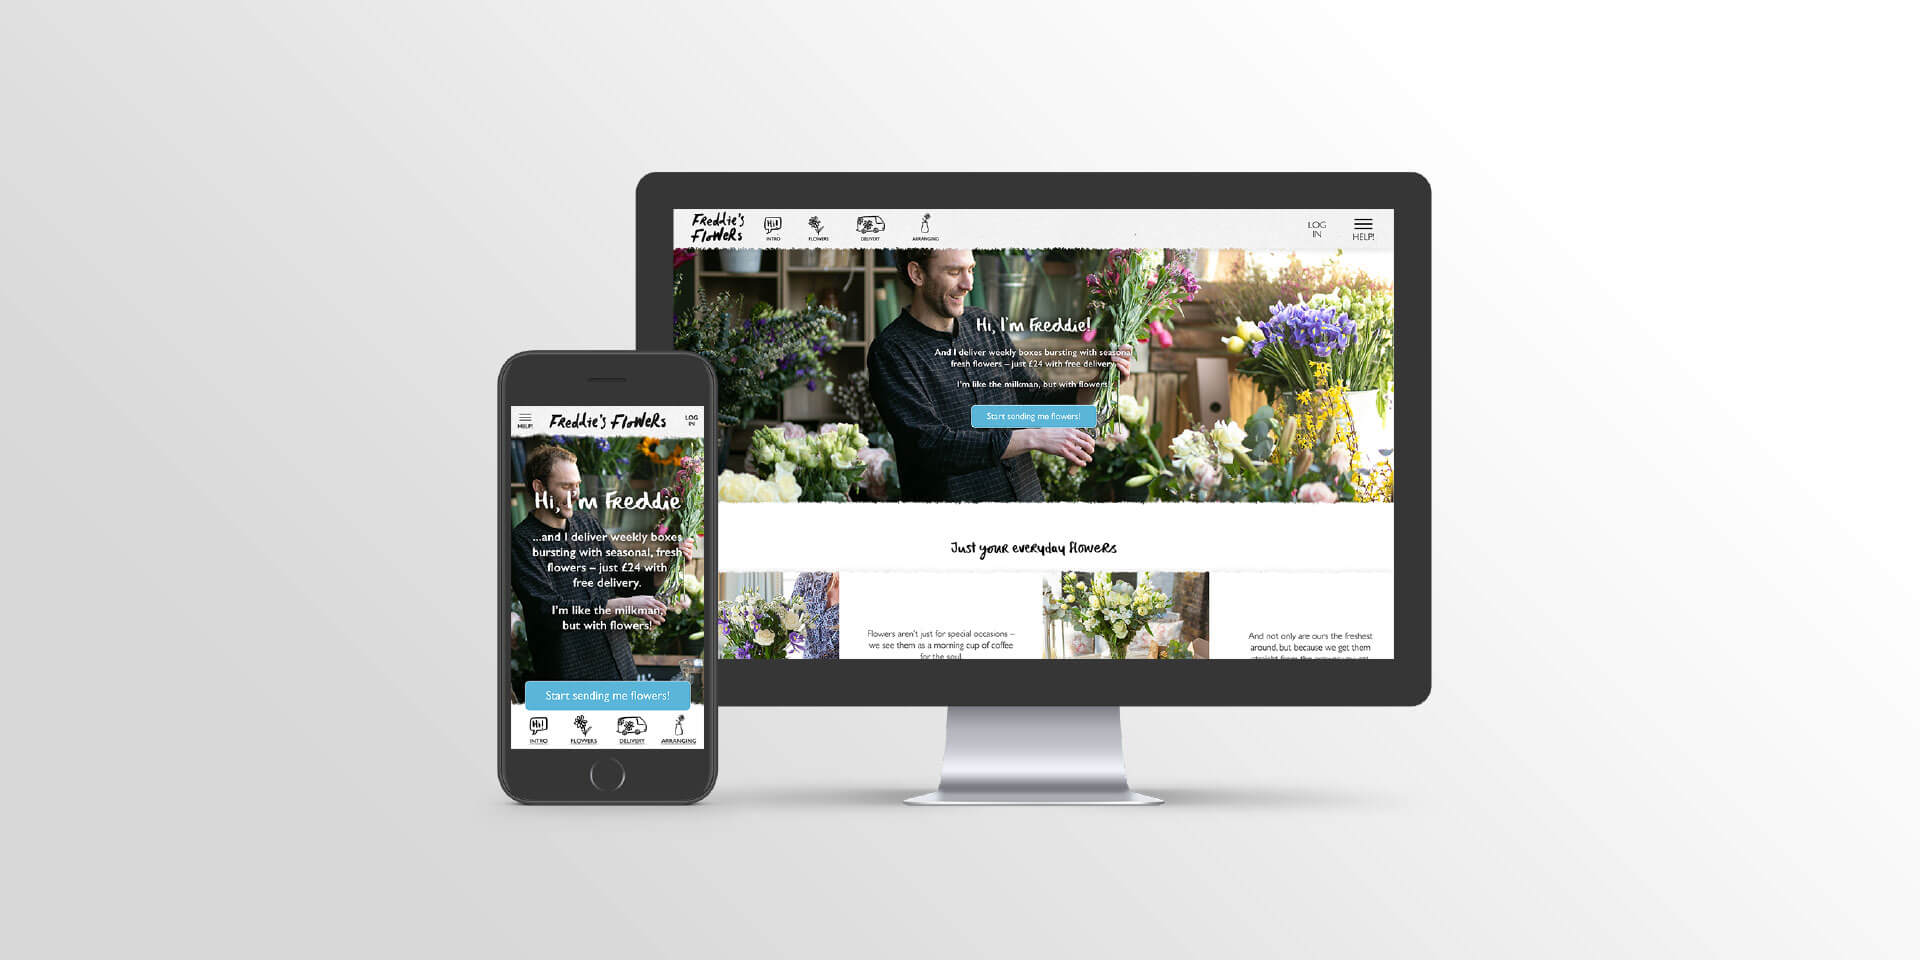 Freddie's
Flowers
Hi!
INTRO
FLOWERS
DELIVERY
ARRANGING
LOG
IN
HELP!
Hi, I'm Freddie!
And I deliver weekly boxes bursting with seasonal
fresh flowers – just £24 with free delivery.
I'm like the milkman, but with flowers.
Start sending me flowers!
Just your everyday flowers
Flowers aren't just for special occasions –
we see them as a morning cup of coffee
for the soul
And not only are ours the freshest
around, but because we get them
HELP!
Freddie's Flowers
LOG
IN
Hi, I'm Freddie
...and I deliver weekly boxes
bursting with seasonal, fresh
flowers – just £24 with
free delivery.
I'm like the milkman,
but with flowers!
Start sending me flowers!
Hi!
INTRO
FLOWERS
DELIVERY
ARRANGING